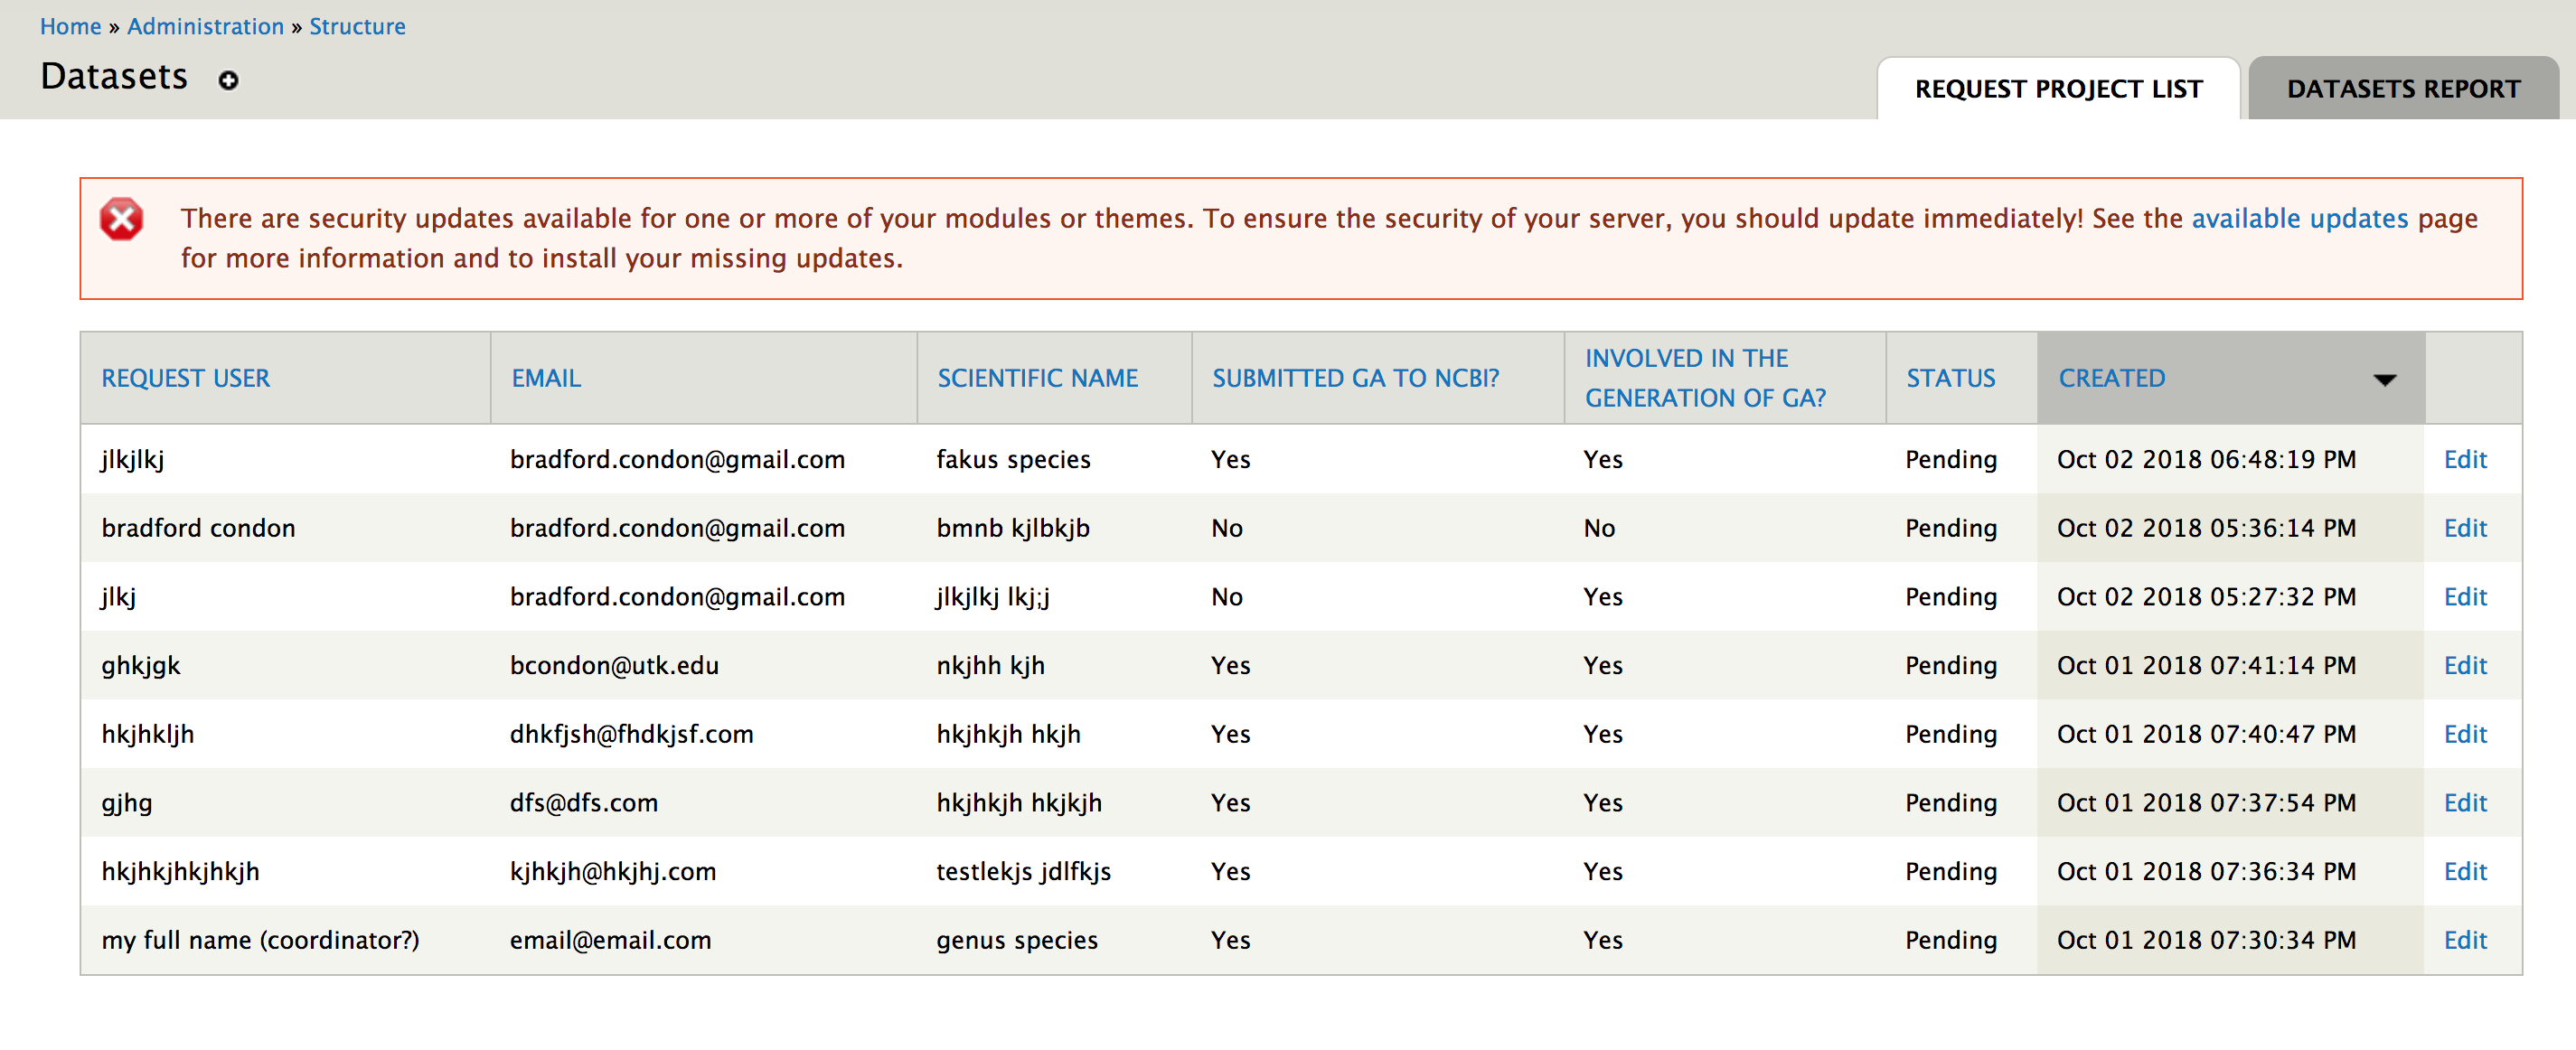 Home » Administration » Structure
Datasets
REQUEST PROJECT LIST
DATASETS REPORT
There are security updates available for one or more of your modules or themes. To ensure the security of your server, you should update immediately! See the available updates page
for more information and to install your missing updates.
REQUEST USER EMAIL SCIENTIFIC NAME SUBMITTED GA TO NCBI? INVOLVED IN THE GENERATION OF GA? STATUS CREATED
jlkjlkj bradford.condon@gmail.com fakus species Yes Yes Pending Oct 02 2018 06:48:19 PM Edit
bradford condon bradford.condon@gmail.com bmnb kjlbkjb No No Pending Oct 02 2018 05:36:14 PM Edit
jlkj bradford.condon@gmail.com jlkjlkj lkj;j No Yes Pending Oct 02 2018 05:27:32 PM Edit
ghkjgk bcondon@utk.edu nkjhh kjh Yes Yes Pending Oct 01 2018 07:41:14 PM Edit
hkjhkljh dhkfjsh@fhdkjsf.com hkjhkjh hkjh Yes Yes Pending Oct 01 2018 07:40:47 PM Edit
gjhg dfs@dfs.com hkjhkjh hkjkjh Yes Yes Pending Oct 01 2018 07:37:54 PM Edit
hkjhkjhkjhkjh kjhkjh@hkjhj.com testlekjs jdlfkjs Yes Yes Pending Oct 01 2018 07:36:34 PM Edit
my full name (coordinator?) email@email.com genus species Yes Yes Pending Oct 01 2018 07:30:34 PM Edit